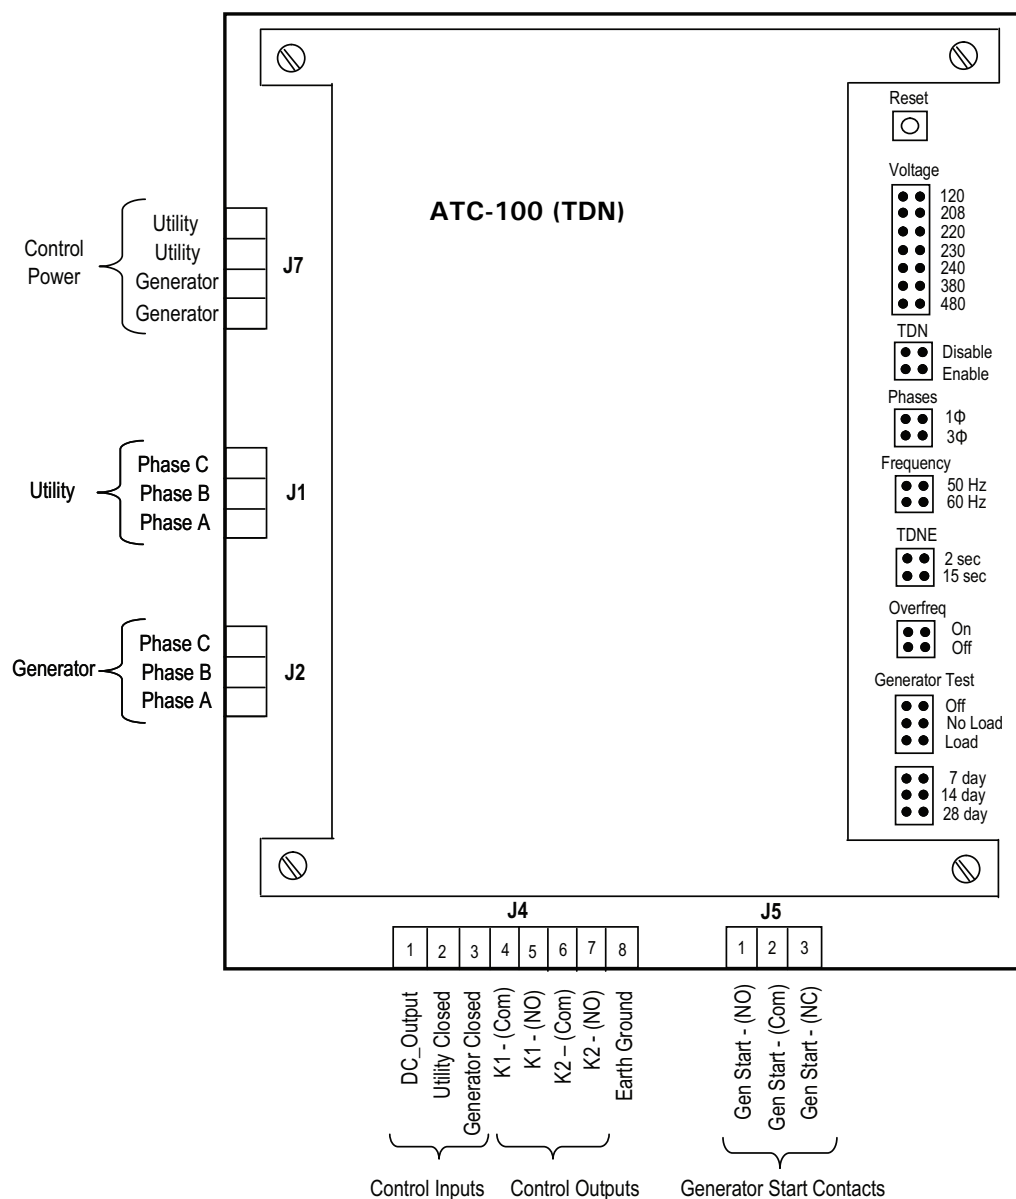 ATC-100 (TDN)
Control
Power
Utility
Utility
Generator
Generator
J7
Utility
Phase C
Phase B
Phase A
J1
Generator
Phase C
Phase B
Phase A
J2
Reset
Voltage
120
208
220
230
240
380
480
TDN
Disable
Enable
Phases
1Φ
3Φ
Frequency
50 Hz
60 Hz
TDNE
2 sec
15 sec
Overfreq
On
Off
Generator Test
Off
No Load
Load
7 day
14 day
28 day
J4
1 2 3 4 5 6 7 8
DC_Output
Utility Closed
Generator Closed
K1 - (Com)
K1 - (NO)
K2 – (Com)
K2 - (NO)
Earth Ground
Control Inputs
Control Outputs
J5
1 2 3
Gen Start - (NO)
Gen Start - (Com)
Gen Start - (NC)
Generator Start Contacts